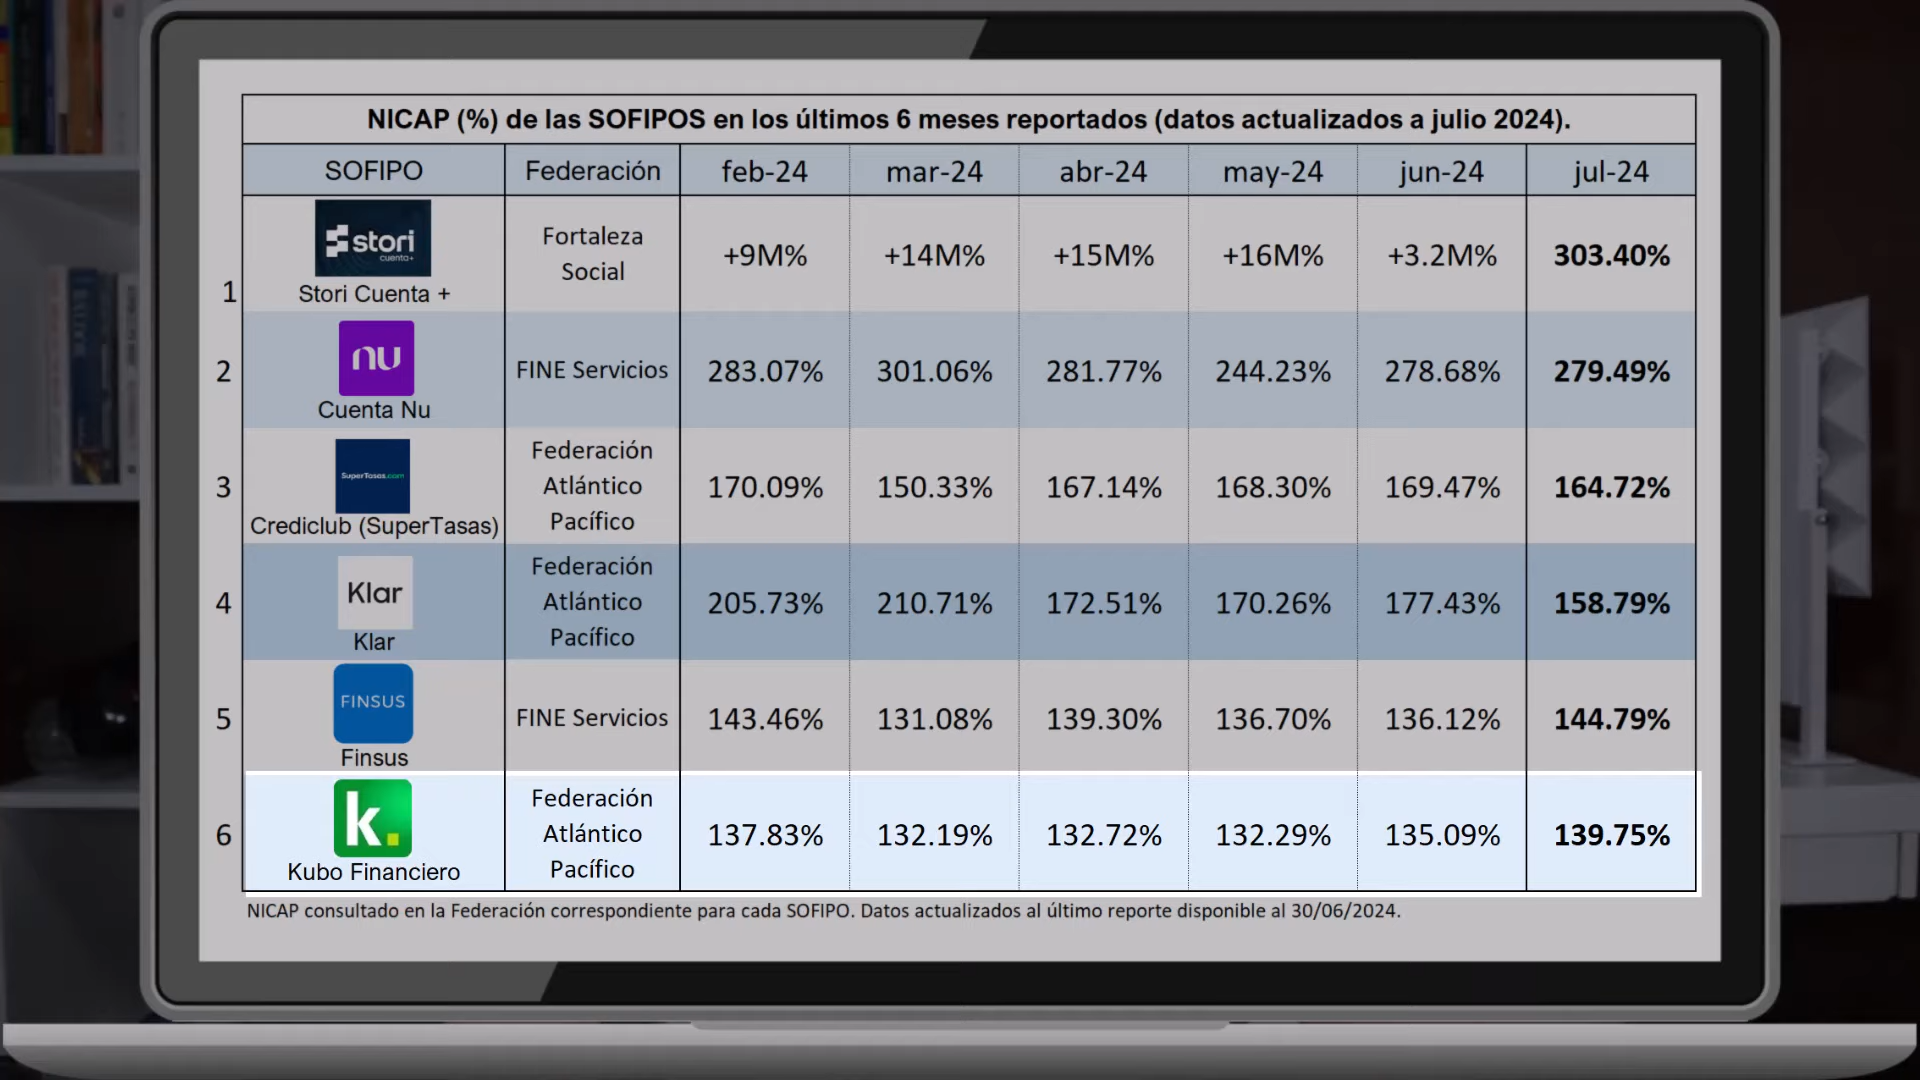 NICAP (%) de las SOFIPOS en los últimos 6 meses reportados (datos actualizados a julio 2024).
SOFIPO Federación feb-24 mar-24 abr-24 may-24 jun-24 jul-24
stori
cuenta+
1 Stori Cuenta + Fortaleza Social +9M% +14M% +15M% +16M% +3.2M% 303.40%
nu
2 Cuenta Nu FINE Servicios 283.07% 301.06% 281.77% 244.23% 278.68% 279.49%
SuperTasas.com
3 Crediclub (SuperTasas) Federación Atlántico Pacífico 170.09% 150.33% 167.14% 168.30% 169.47% 164.72%
Klar
4 Klar Federación Atlántico Pacífico 205.73% 210.71% 172.51% 170.26% 177.43% 158.79%
FINSUS
5 Finsus FINE Servicios 143.46% 131.08% 139.30% 136.70% 136.12% 144.79%
k.
6 Kubo Financiero Federación Atlántico Pacífico 137.83% 132.19% 132.72% 132.29% 135.09% 139.75%
NICAP consultado en la Federación correspondiente para cada SOFIPO. Datos actualizados al último reporte disponible al 30/06/2024.